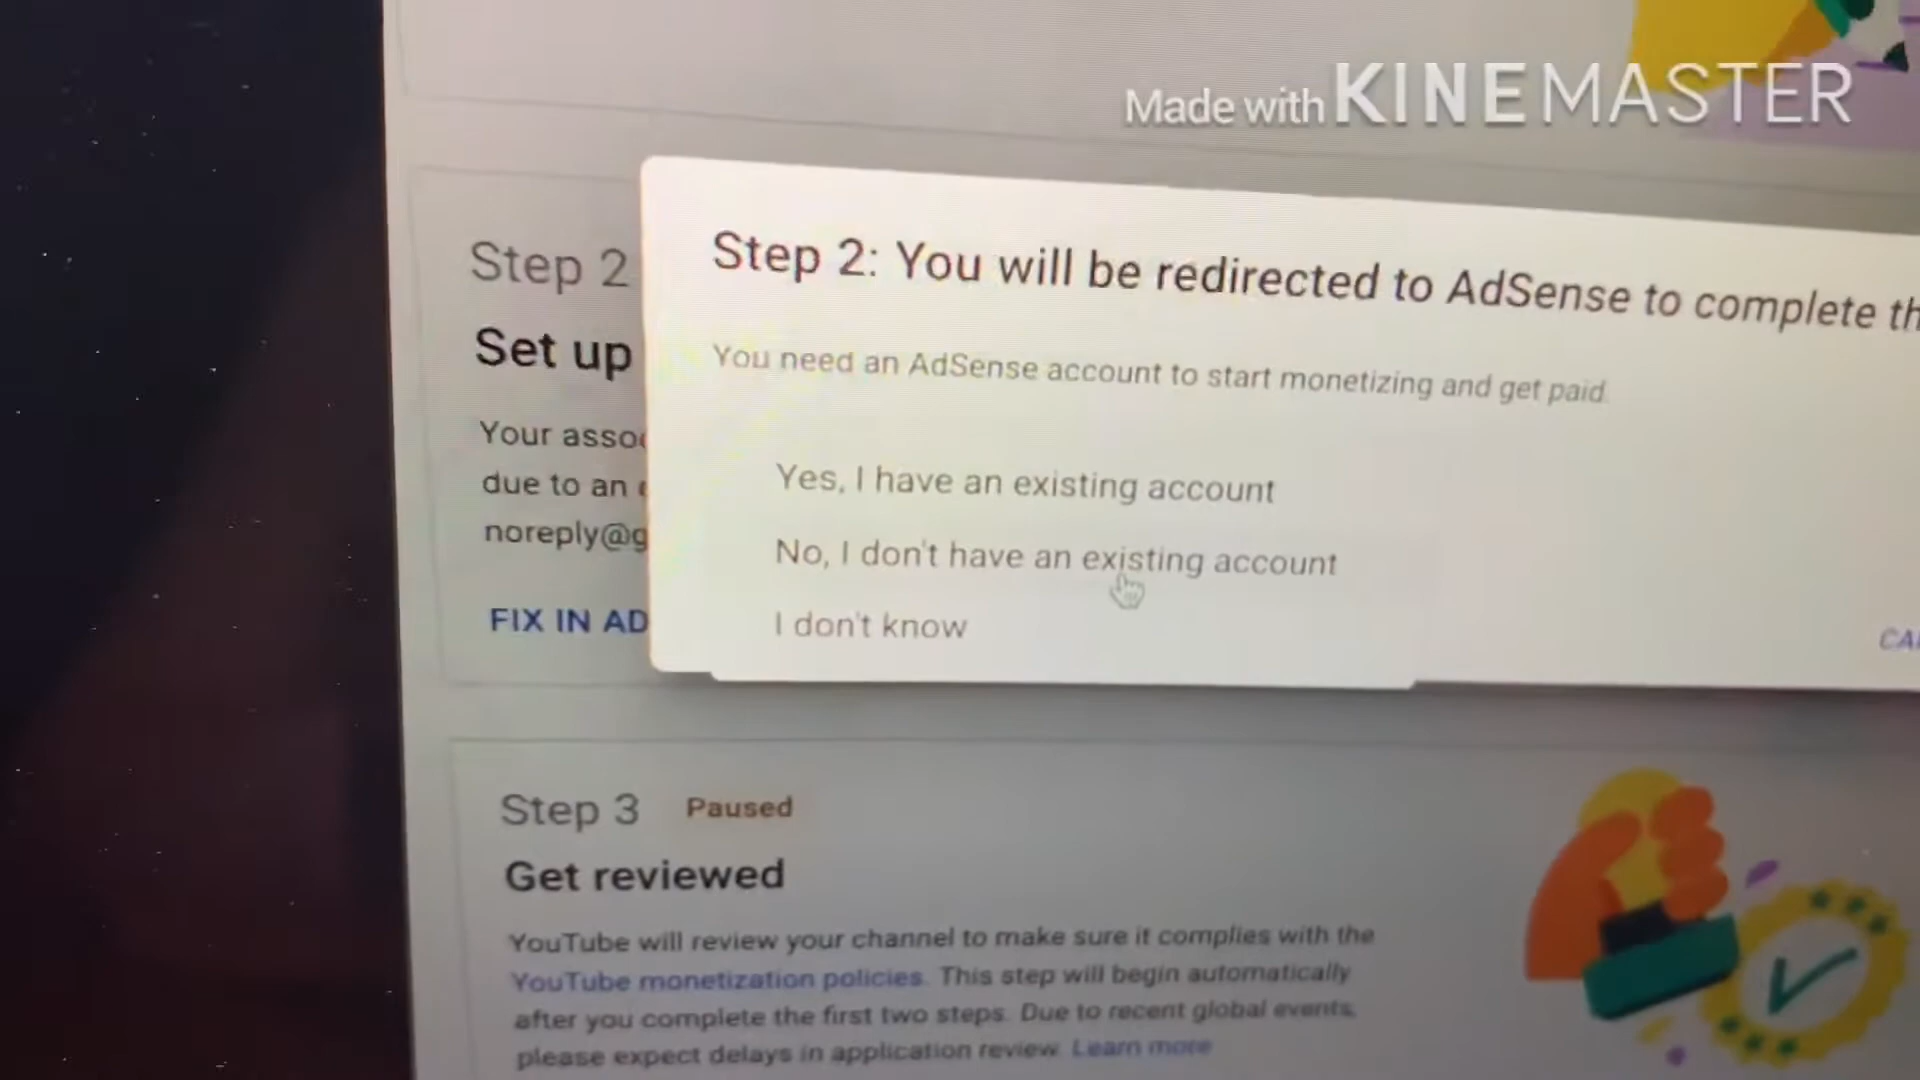 Made with KINEMASTER
Step 2: You will be redirected to AdSense to complete
You need an AdSense account to start monetizing and get paid.
Yes, I have an existing account
No, I don't have an existing account
I don't know
Step 2
Set up
Your
due to an
FIX IN
Step 3 Paused
Get reviewed
YouTube will review your channel to make sure it complies with the
YouTube monetization policies. This step will begin automatically
after you complete the first two steps. Due to recent global events,
please expect delays in application review. Learn more